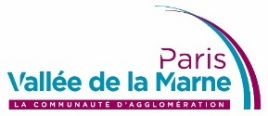 Paris
Vallée de la Marne
LA COMMUNAUTÉ D'AGGLOMÉRATION